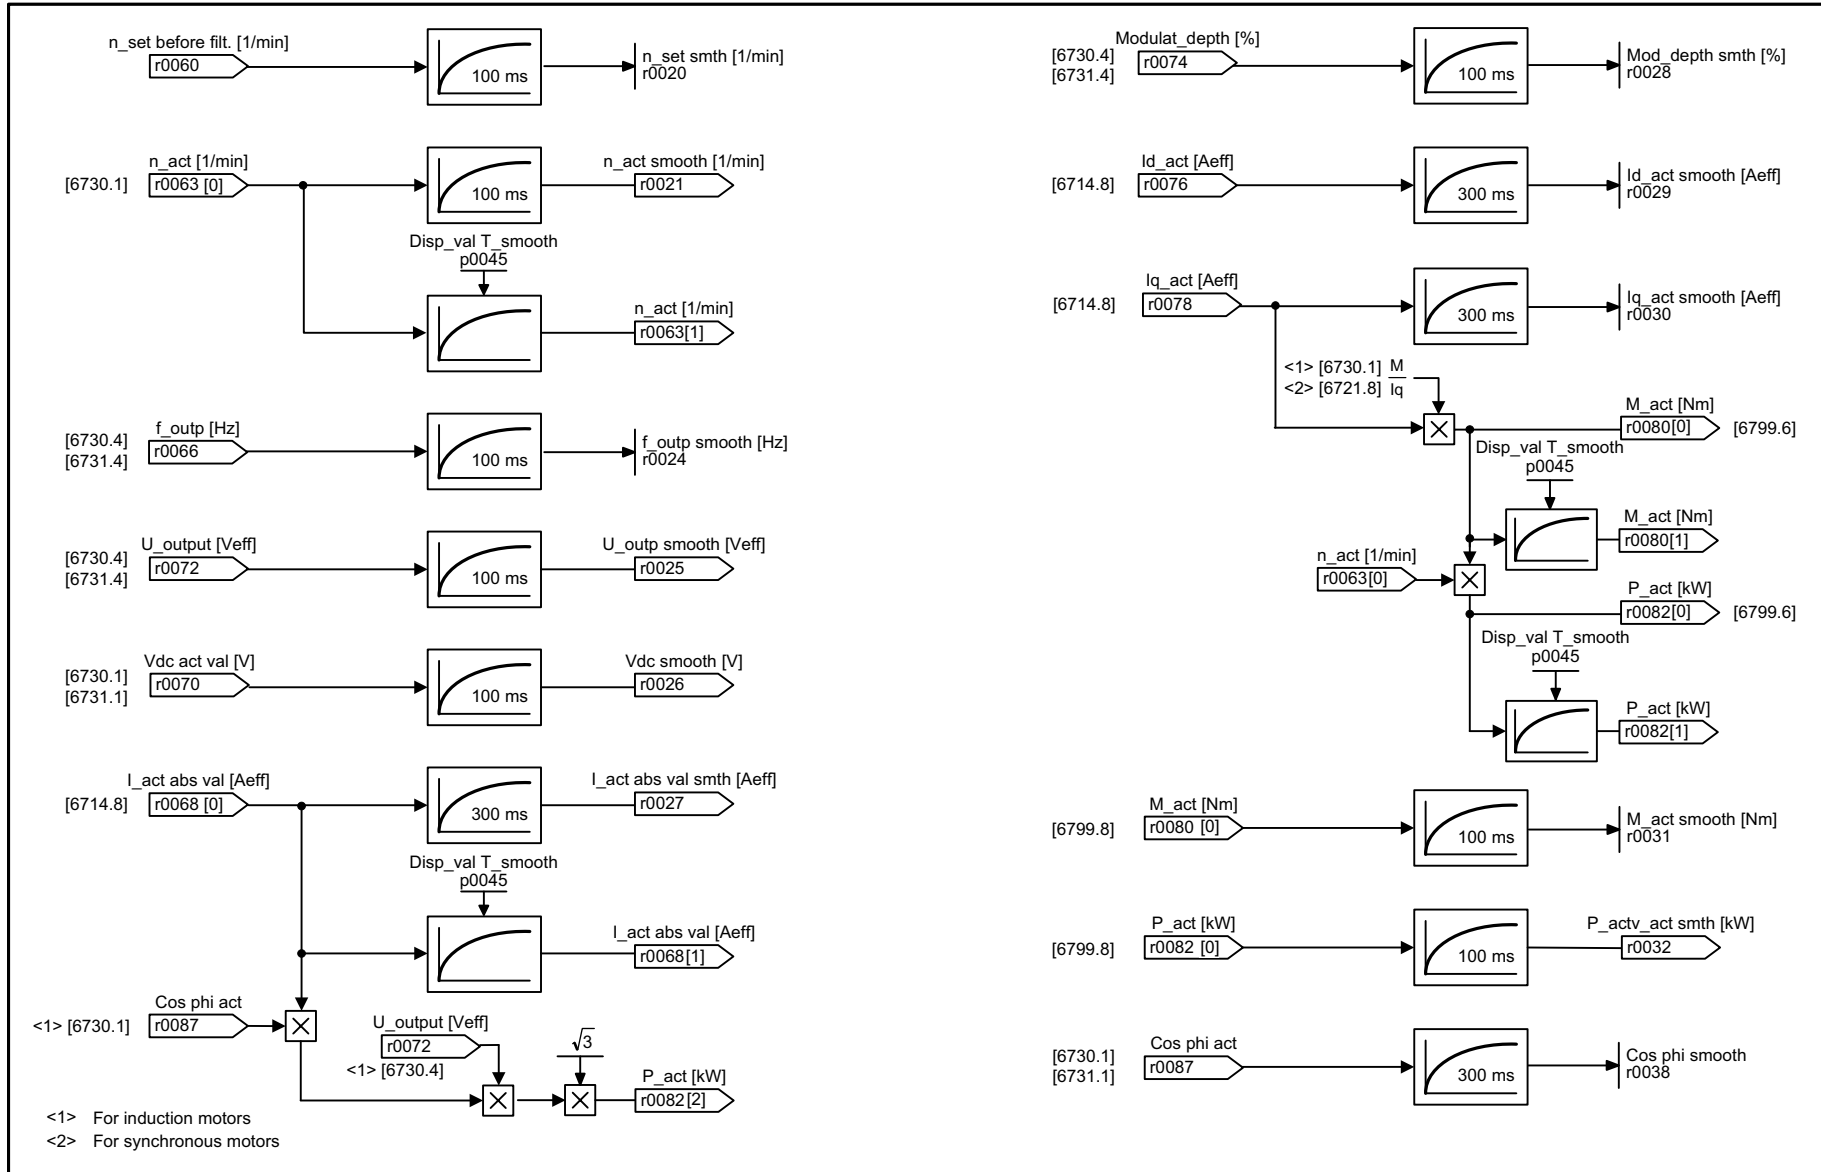 n_set before filt. [1/min]
r0060
100 ms
n_set smth [1/min]
r0020
n_act [1/min]
[6730.1]
r0063 [0]
100 ms
n_act smooth [1/min]
r0021
Disp_val T_smooth
p0045
n_act [1/min]
r0063[1]
f_outp [Hz]
[6730.4]
[6731.4]
r0066
100 ms
f_outp smooth [Hz]
r0024
U_output [Veff]
[6730.4]
[6731.4]
r0072
100 ms
U_outp smooth [Veff]
r0025
Vdc act val [V]
[6730.1]
[6731.1]
r0070
100 ms
Vdc smooth [V]
r0026
I_act abs val [Aeff]
[6714.8]
r0068 [0]
300 ms
I_act abs val smth [Aeff]
r0027
Disp_val T_smooth
p0045
I_act abs val [Aeff]
r0068[1]
Cos phi act
<1> [6730.1]
r0087
U_output [Veff]
r0072
<1> [6730.4]
√3
P_act [kW]
r0082[2]
<1> For induction motors
<2> For synchronous motors
Modulat_depth [%]
[6730.4]
[6731.4]
r0074
100 ms
Mod_depth smth [%]
r0028
Id_act [Aeff]
[6714.8]
r0076
300 ms
Id_act smooth [Aeff]
r0029
Iq_act [Aeff]
[6714.8]
r0078
300 ms
Iq_act smooth [Aeff]
r0030
<1> [6730.1]
<2> [6721.8]
M
Iq
M_act [Nm]
r0080[0]
[6799.6]
Disp_val T_smooth
p0045
M_act [Nm]
r0080[1]
n_act [1/min]
r0063[0]
P_act [kW]
r0082[0]
[6799.6]
Disp_val T_smooth
p0045
P_act [kW]
r0082[1]
M_act [Nm]
[6799.8]
r0080 [0]
100 ms
M_act smooth [Nm]
r0031
P_act [kW]
[6799.8]
r0082 [0]
100 ms
P_actv_act smth [kW]
r0032
Cos phi act
[6730.1]
[6731.1]
r0087
300 ms
Cos phi smooth
r0038